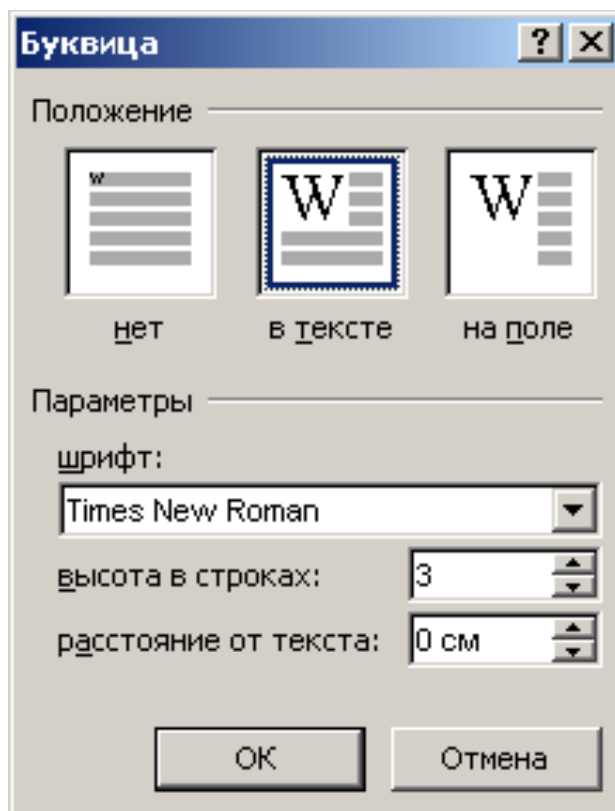 Буквица
Положение
W W W
нет в тексте на поле
Параметры
шрифт:
Times New Roman
высота в строках: 3
расстояние от текста: 0 см
ОК Отмена